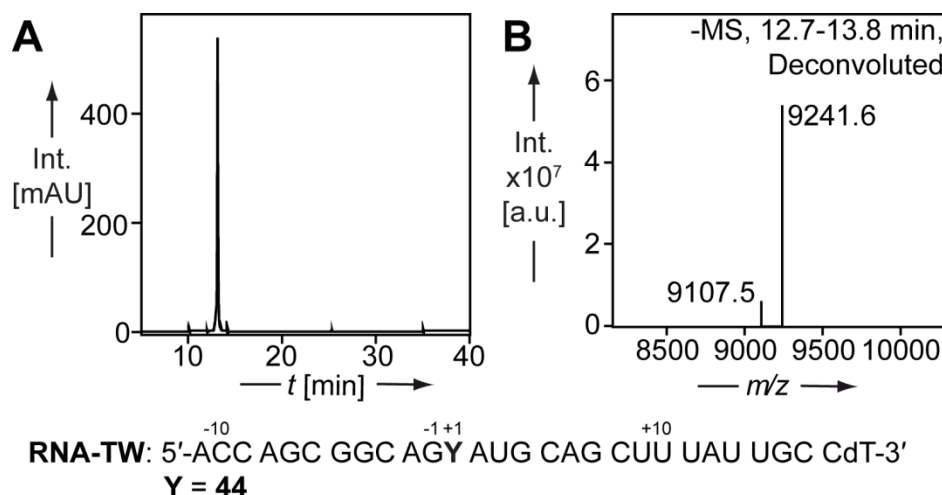 A
Int.
[mAU]
400
200
0
10 20 30 40
t [min]
B
-MS, 12.7-13.8 min,
Deconvoluted
Int.
x10⁷
[a.u.]
6
4
2
0
9241.6
9107.5
8500 9000 9500 10000
m/z
-10 -1 +1 +10
RNA-TW: 5′-ACC AGC GGC AGY AUG CAG CUU UAU UGC CdT-3′
Y = 44